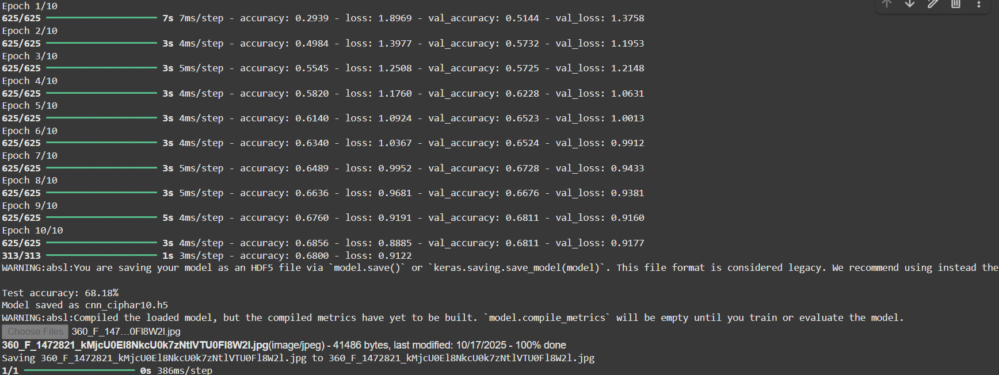 Epoch 1/10
625/625 7s 7ms/step - accuracy: 0.2939 - loss: 1.8969 - val_accuracy: 0.5144 - val_loss: 1.3758
Epoch 2/10
625/625 3s 4ms/step - accuracy: 0.4984 - loss: 1.3977 - val_accuracy: 0.5732 - val_loss: 1.1953
Epoch 3/10
625/625 3s 5ms/step - accuracy: 0.5545 - loss: 1.2508 - val_accuracy: 0.5725 - val_loss: 1.2148
Epoch 4/10
625/625 3s 4ms/step - accuracy: 0.5820 - loss: 1.1760 - val_accuracy: 0.6228 - val_loss: 1.0631
Epoch 5/10
625/625 3s 4ms/step - accuracy: 0.6140 - loss: 1.0924 - val_accuracy: 0.6523 - val_loss: 1.0013
Epoch 6/10
625/625 3s 4ms/step - accuracy: 0.6340 - loss: 1.0367 - val_accuracy: 0.6524 - val_loss: 0.9912
Epoch 7/10
625/625 3s 5ms/step - accuracy: 0.6489 - loss: 0.9952 - val_accuracy: 0.6728 - val_loss: 0.9433
Epoch 8/10
625/625 3s 5ms/step - accuracy: 0.6636 - loss: 0.9681 - val_accuracy: 0.6676 - val_loss: 0.9381
Epoch 9/10
625/625 5s 4ms/step - accuracy: 0.6760 - loss: 0.9191 - val_accuracy: 0.6811 - val_loss: 0.9160
Epoch 10/10
625/625 3s 4ms/step - accuracy: 0.6856 - loss: 0.8885 - val_accuracy: 0.6811 - val_loss: 0.9177
313/313 1s 3ms/step - accuracy: 0.6800 - loss: 0.9122
WARNING:absl:You are saving your model as an HDF5 file via `model.save()` or `keras.saving.save_model(model)`. This file format is considered legacy. We recommend using instead the
Test accuracy: 68.18%
Model saved as cnn_ciphar10.h5
WARNING:absl:Compiled the loaded model, but the compiled metrics have yet to be built. `model.compile_metrics` will be empty until you train or evaluate the model.
Choose Files 360_F_147…0Fl8W2l.jpg
360_F_1472821_kMjcU0El8NkcU0k7zNtlVTU0Fl8W2l.jpg(image/jpeg) - 41486 bytes, last modified: 10/17/2025 - 100% done
Saving 360_F_1472821_kMjcU0El8NkcU0k7zNtlVTU0Fl8W2l.jpg to 360_F_1472821_kMjcU0El8NkcU0k7zNtlVTU0Fl8W2l.jpg
1/1 0s 386ms/step